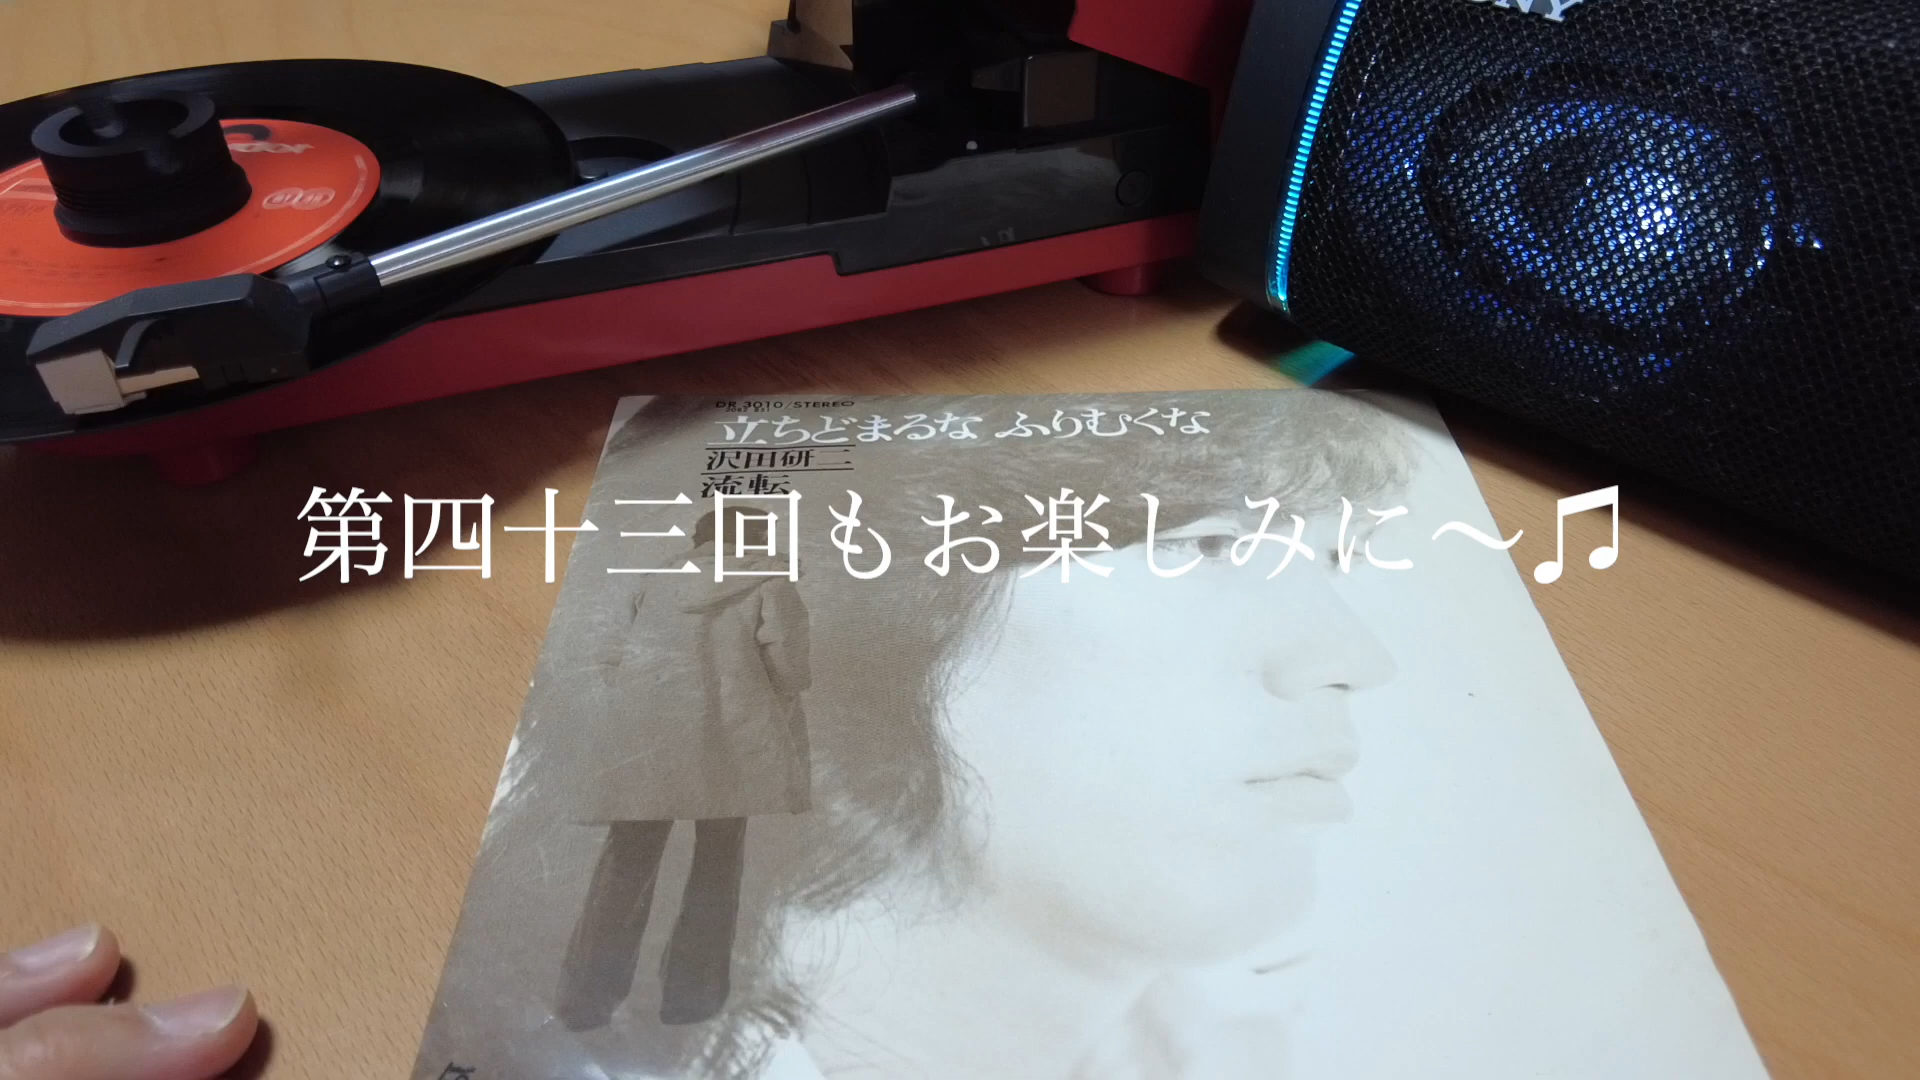 DR 3010/STEREO
立ちどまるな ふりむくな
沢田研二
流転
第四十三回もお楽しみに〜♫